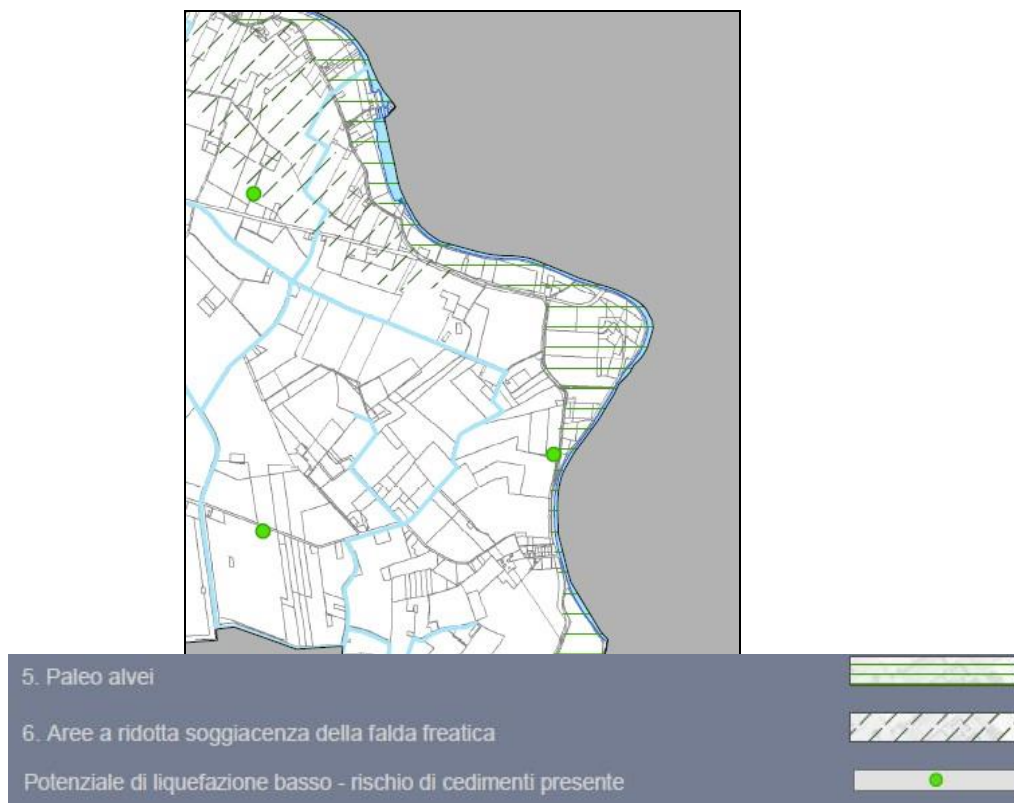 5. Paleo alvei
6. Aree a ridotta soggiacenza della falda freatica
Potenziale di liquefazione basso - rischio di cedimenti presente